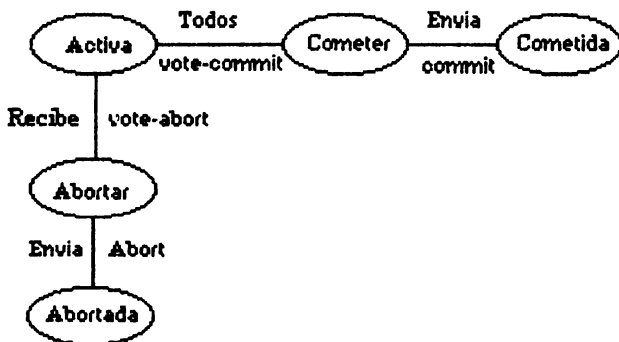 Todos
Envia
Activa
Cometer
Cometida
vote-commit
commit
Recibe vote-abort
Abortar
Envia Abort
Abortada